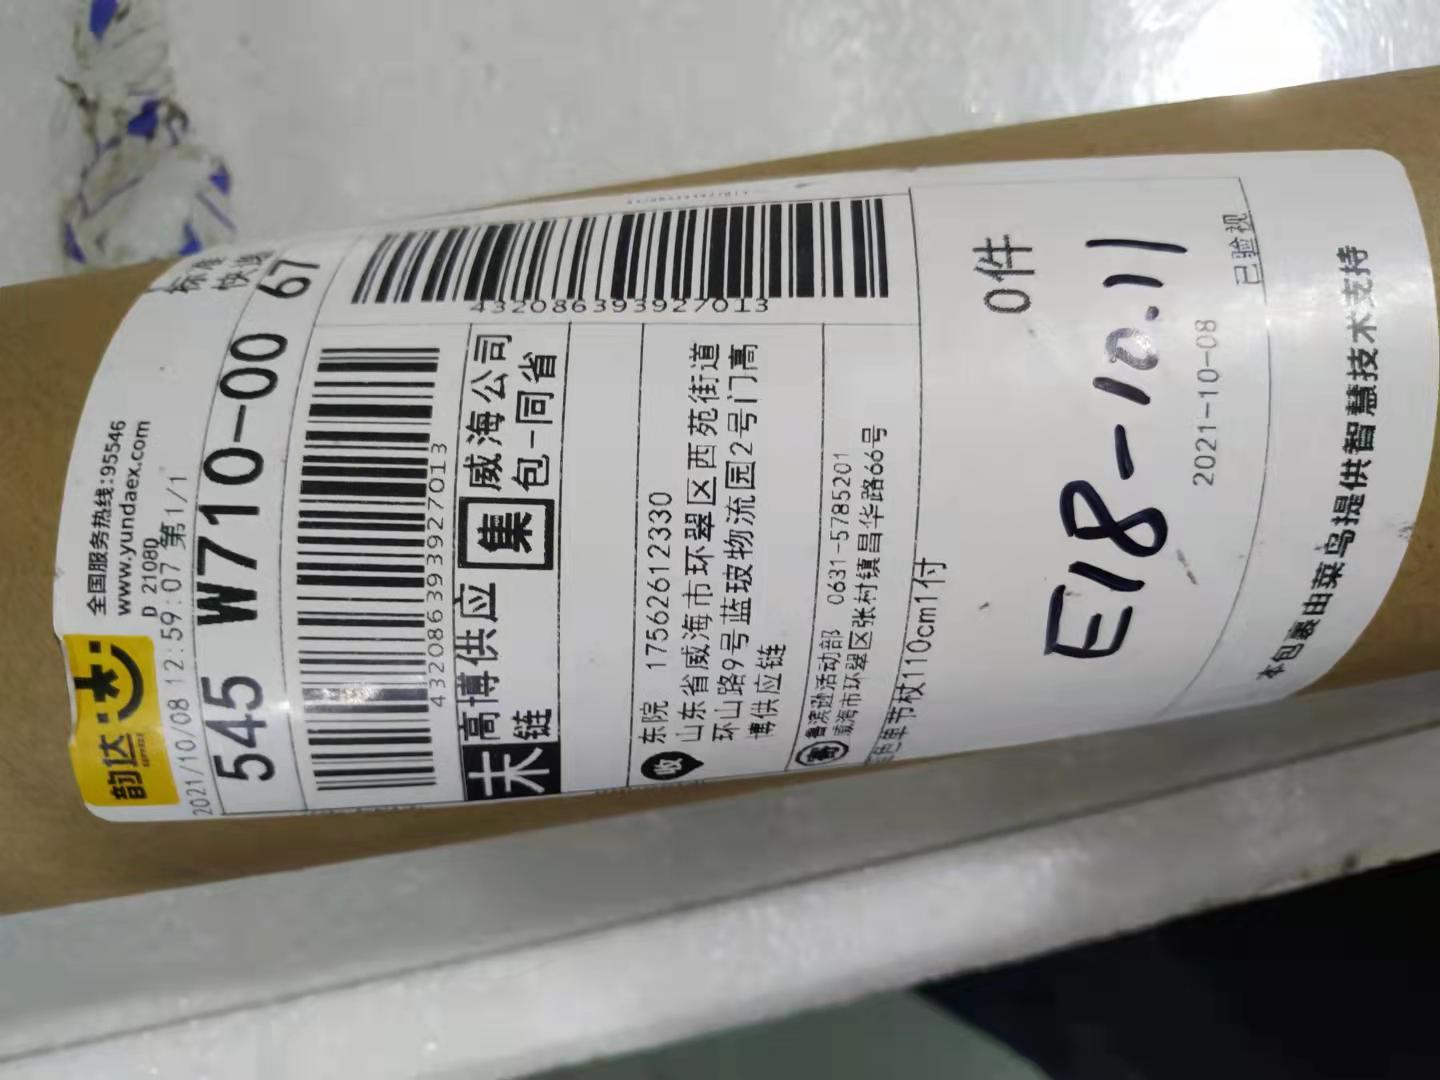 韵达
全国服务热线:95546
www.yundaex.com
D 2108D
标准
快递
2021/10/08 12:59:07 第1/1
545 W710-00 67
432086393927013
432086393927013
末
高博供应
链
集
威海公司
包-同省
收
东院 17562612330
山东省威海市环翠区西苑街道
环山路9号蓝玻物流园2号门高
博供应链
寄
活动部 0631-5785201
威海市环翠区张村镇昌华路66号
色单节杖110cm1付
0件
E18-10.11
2021-10-08
已验视
本包裹由菜鸟提供智慧技术支持